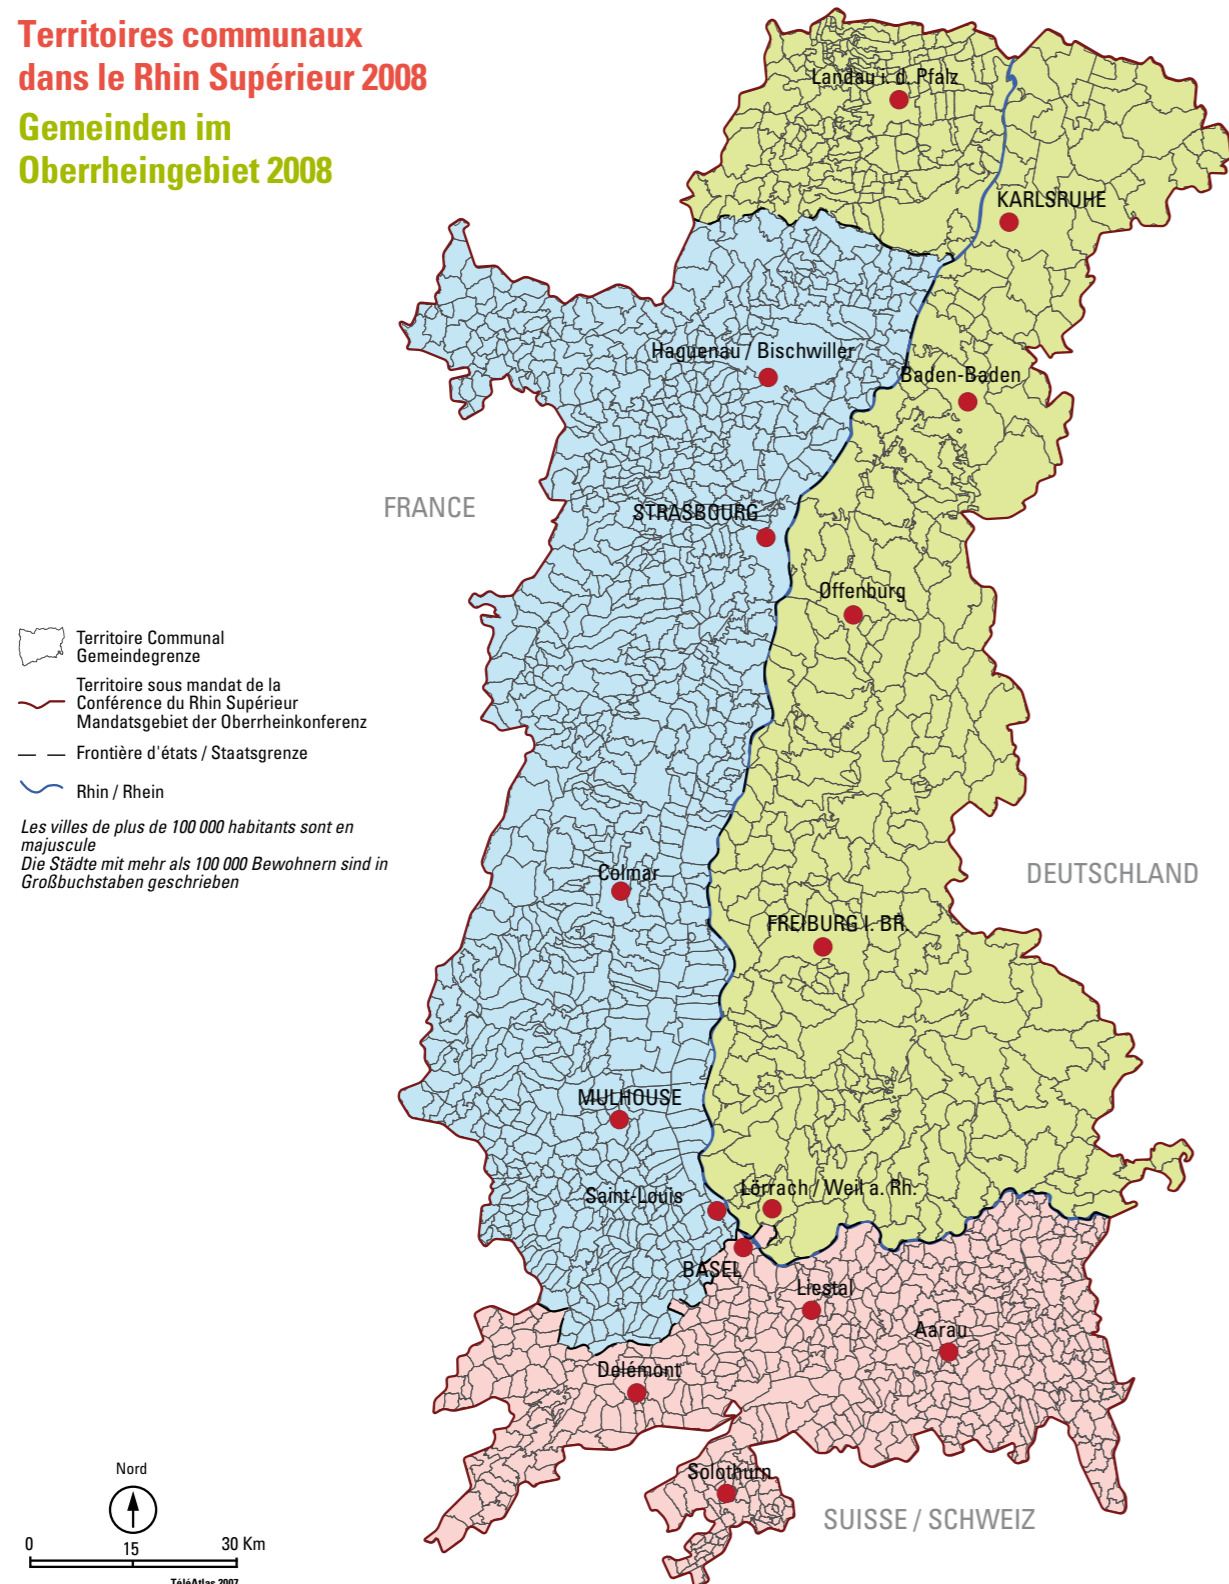 Territoires communaux
dans le Rhin Supérieur 2008
Gemeinden im
Oberrheingebiet 2008
Landau i. d. Pfalz
KARLSRUHE
Haguenau / Bischwiller
Baden-Baden
FRANCE
STRASBOURG
Offenburg
Territoire Communal
Gemeindegrenze
Territoire sous mandat de la
Conférence du Rhin Supérieur
Mandatsgebiet der Oberrheinkonferenz
Frontière d'états / Staatsgrenze
Rhin / Rhein
Les villes de plus de 100 000 habitants sont en
majuscule
Die Städte mit mehr als 100 000 Bewohnern sind in
Großbuchstaben geschrieben
Colmar
DEUTSCHLAND
FREIBURG I. BR.
MULHOUSE
Saint-Louis
Lörrach / Weil a. Rh.
BASEL
Liestal
Aarau
Delémont
Solothurn
SUISSE / SCHWEIZ
Nord
0 15 30 Km
TéléAtlas 2007